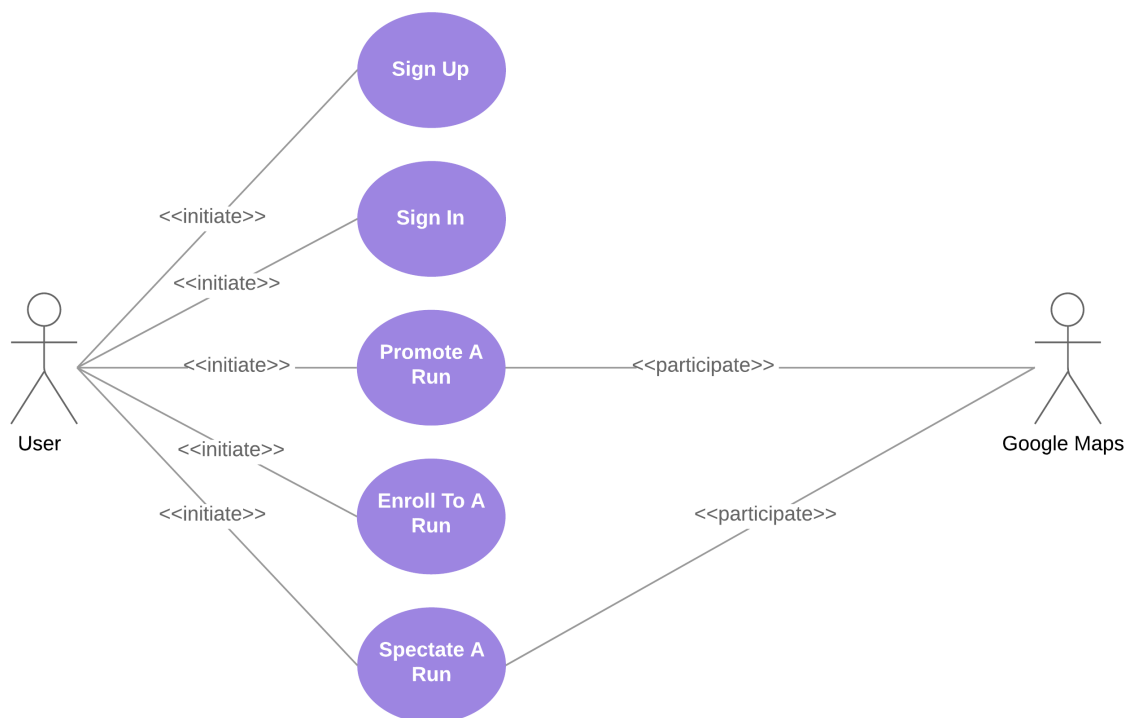 Sign Up
<<initiate>>
Sign In
<<initiate>>
Promote A
Run
<<initiate>>
<<participate>>
User
Google Maps
<<initiate>>
Enroll To A
Run
<<initiate>>
<<participate>>
Spectate A
Run